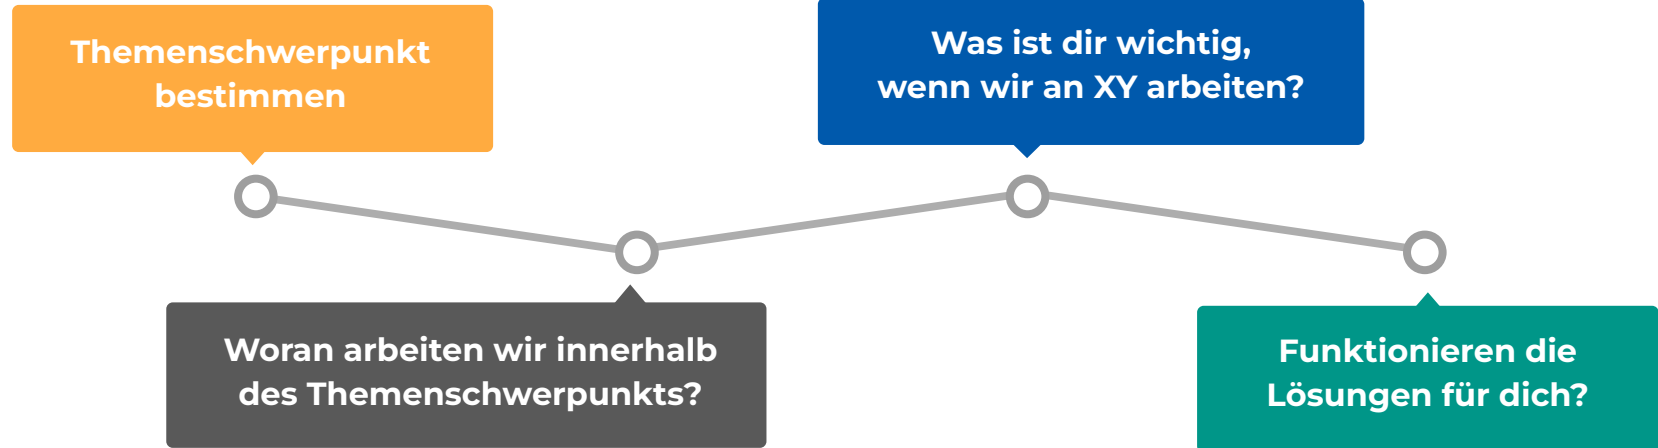 Themenschwerpunkt
bestimmen
Woran arbeiten wir innerhalb
des Themenschwerpunkts?
Was ist dir wichtig,
wenn wir an XY arbeiten?
Funktionieren die
Lösungen für dich?